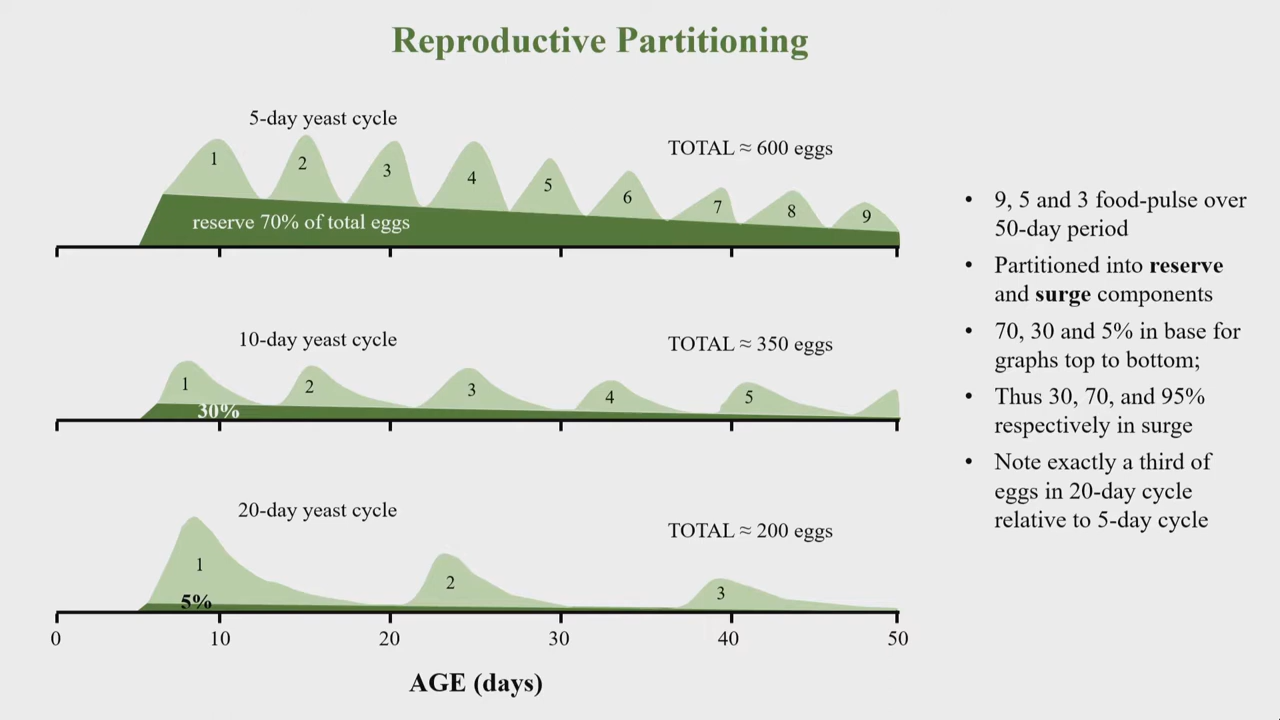 Reproductive Partitioning
5-day yeast cycle
TOTAL ≈ 600 eggs
1
2
3
4
5
6
7
8
9
reserve 70% of total eggs
10-day yeast cycle
TOTAL ≈ 350 eggs
1
2
3
4
5
30%
20-day yeast cycle
TOTAL ≈ 200 eggs
1
2
3
5%
0
10
20
30
40
50
AGE (days)
• 9, 5 and 3 food-pulse over
50-day period
• Partitioned into reserve
and surge components
• 70, 30 and 5% in base for
graphs top to bottom;
• Thus 30, 70, and 95%
respectively in surge
• Note exactly a third of
eggs in 20-day cycle
relative to 5-day cycle